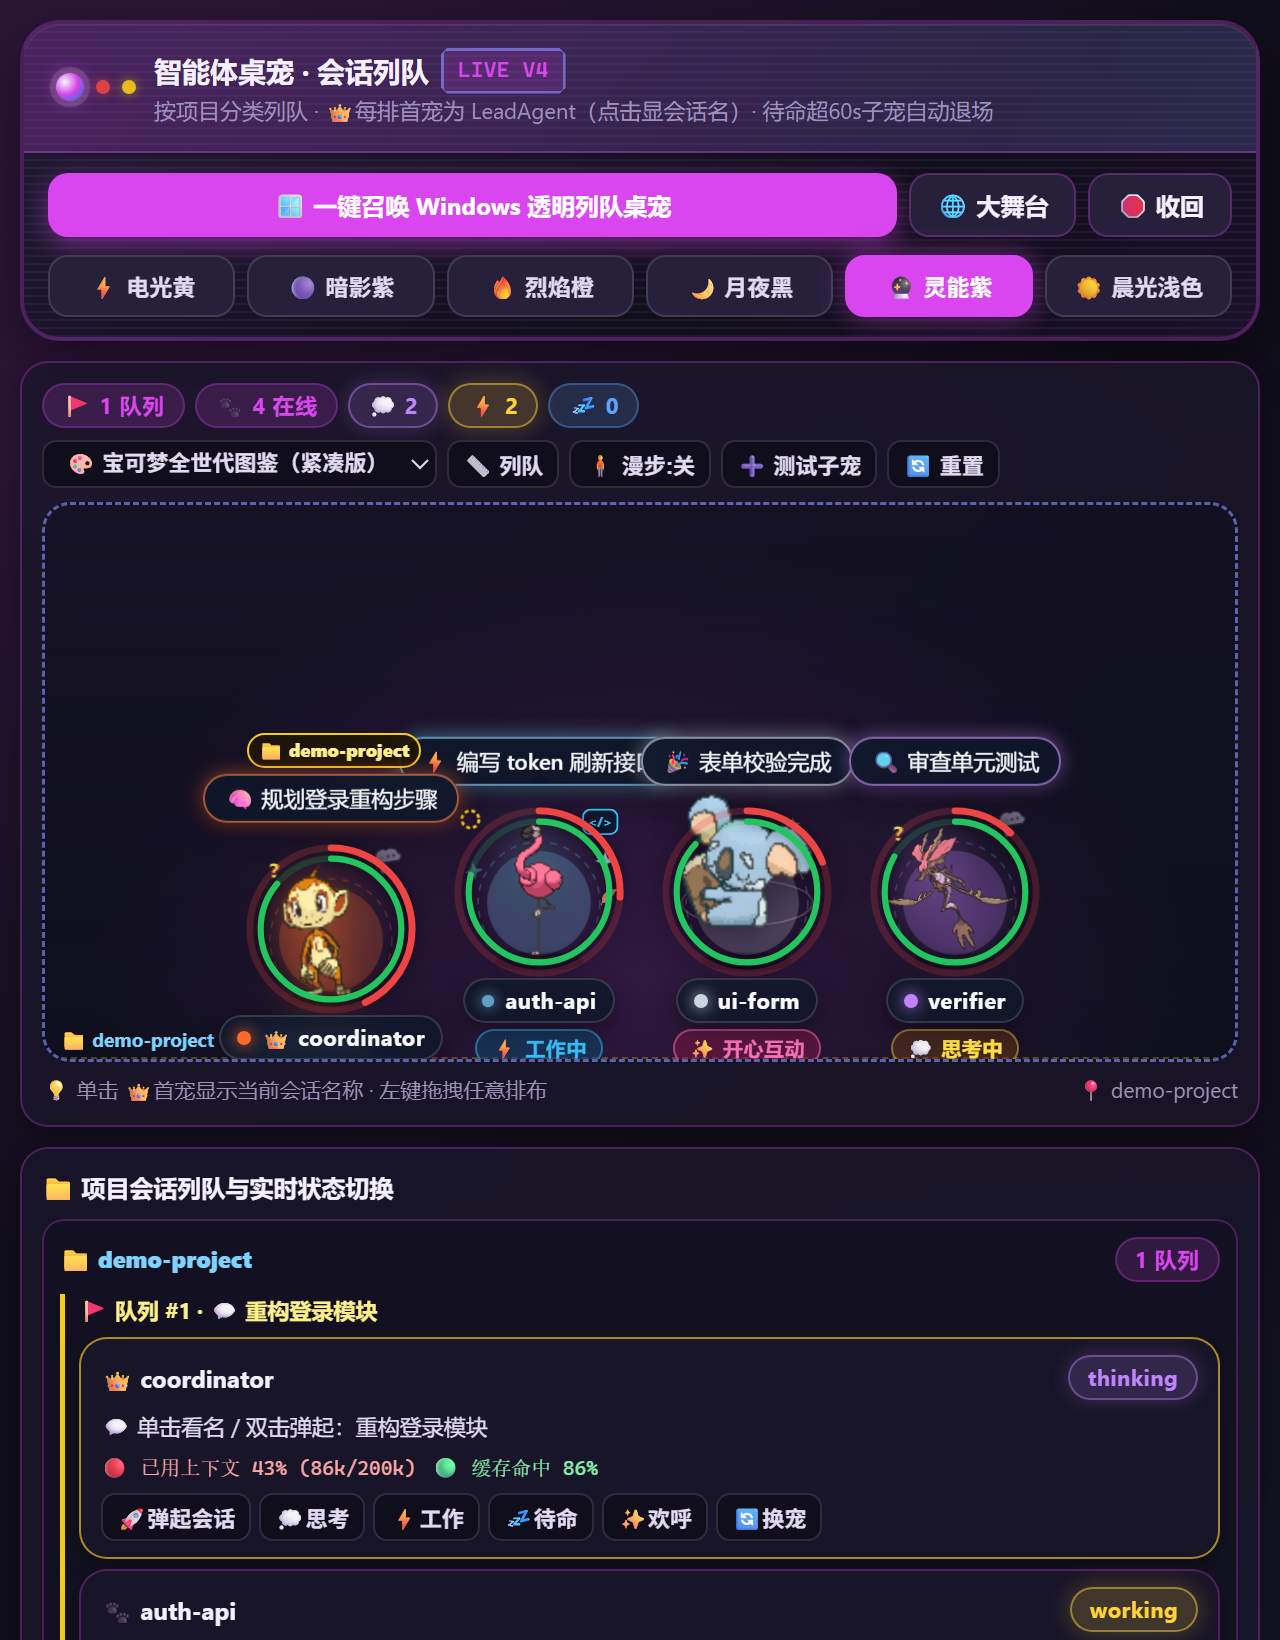 智能体桌宠 · 会话列队 LIVE V4
按项目分类列队 · 👑每排首宠为 LeadAgent（点击显会话名）· 待命超60s子宠自动退场
一键召唤 Windows 透明列队桌宠
大舞台
收回
电光黄
暗影紫
烈焰橙
月夜黑
灵能紫
晨光浅色
1 队列
4 在线
2
2
0
宝可梦全世代图鉴（紧凑版）
列队
漫步:关
测试子宠
重置
demo-project
编写 token 刷新接
表单校验完成
审查单元测试
规划登录重构步骤
</>
?
?
auth-api
ui-form
verifier
demo-project
coordinator
工作中
开心互动
思考中
单击 👑首宠显示当前会话名称 · 左键拖拽任意排布
demo-project
项目会话列队与实时状态切换
demo-project
1 队列
队列 #1 · 💬 重构登录模块
coordinator
thinking
单击看名 / 双击弹起：重构登录模块
已用上下文 43% (86k/200k)
缓存命中 86%
弹起会话
思考
工作
待命
欢呼
换宠
auth-api
working